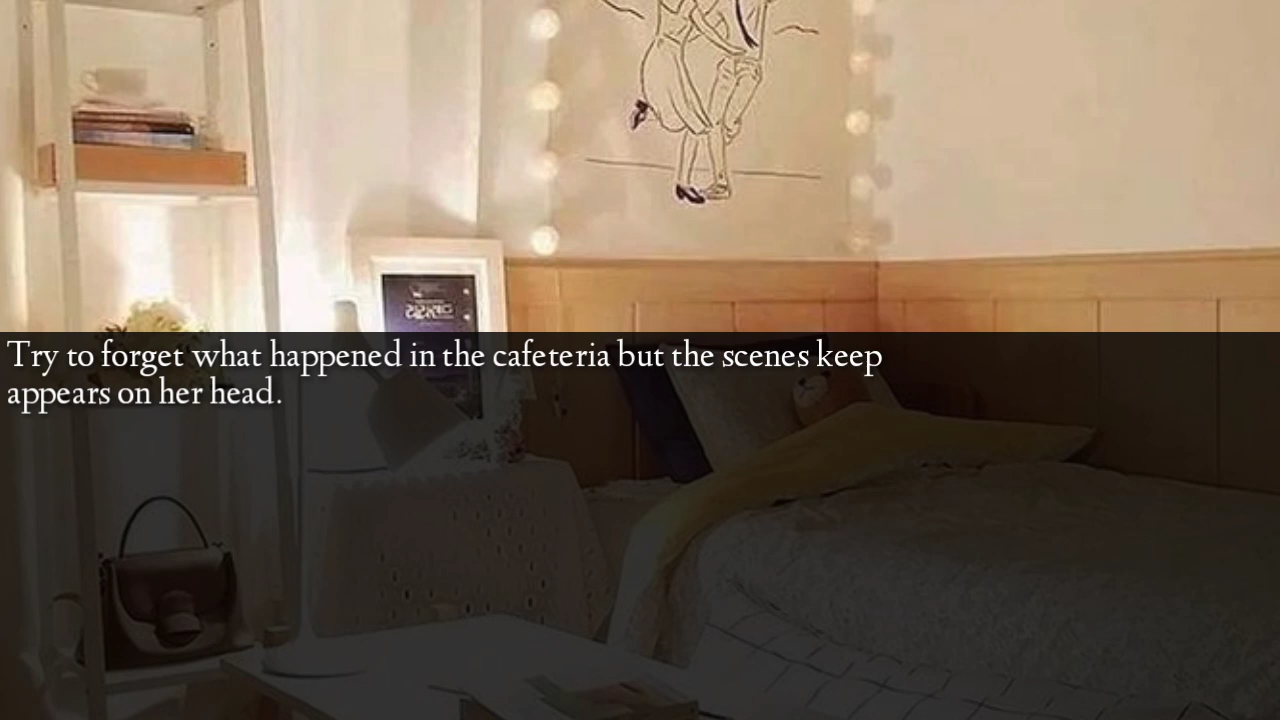 Try to forget what happened in the cafeteria but the scenes keep
appears on her head.